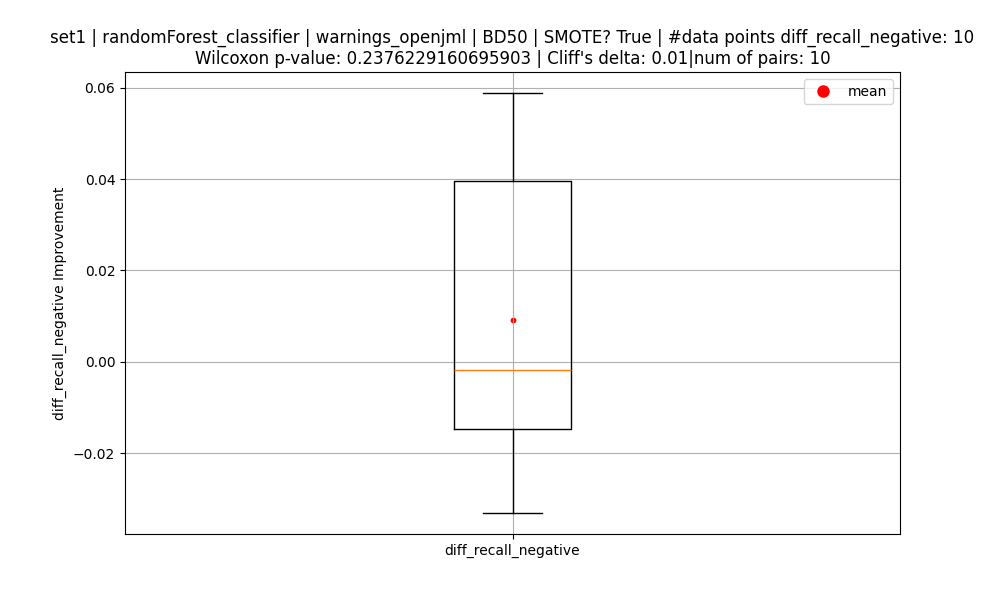 set1 | randomForest_classifier | warnings_openjml | BD50 | SMOTE? True | #data points diff_recall_negative: 10
Wilcoxon p-value: 0.2376229160695903 | Cliff's delta: 0.01|num of pairs: 10
mean
0.06
0.04
0.02
0.00
−0.02
diff_recall_negative Improvement
diff_recall_negative